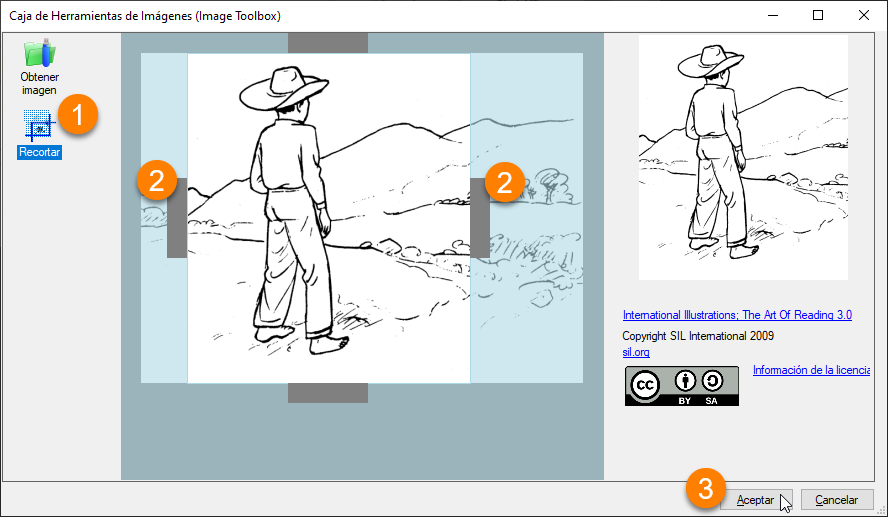 Caja de Herramientas de Imágenes (Image Toolbox)
Obtener
imagen
1
Recortar
2
2
International Illustrations; The Art Of Reading 3.0
Copyright SIL International 2009
sil.org
cc
BY SA
Información de la licencia
3
Aceptar
Cancelar